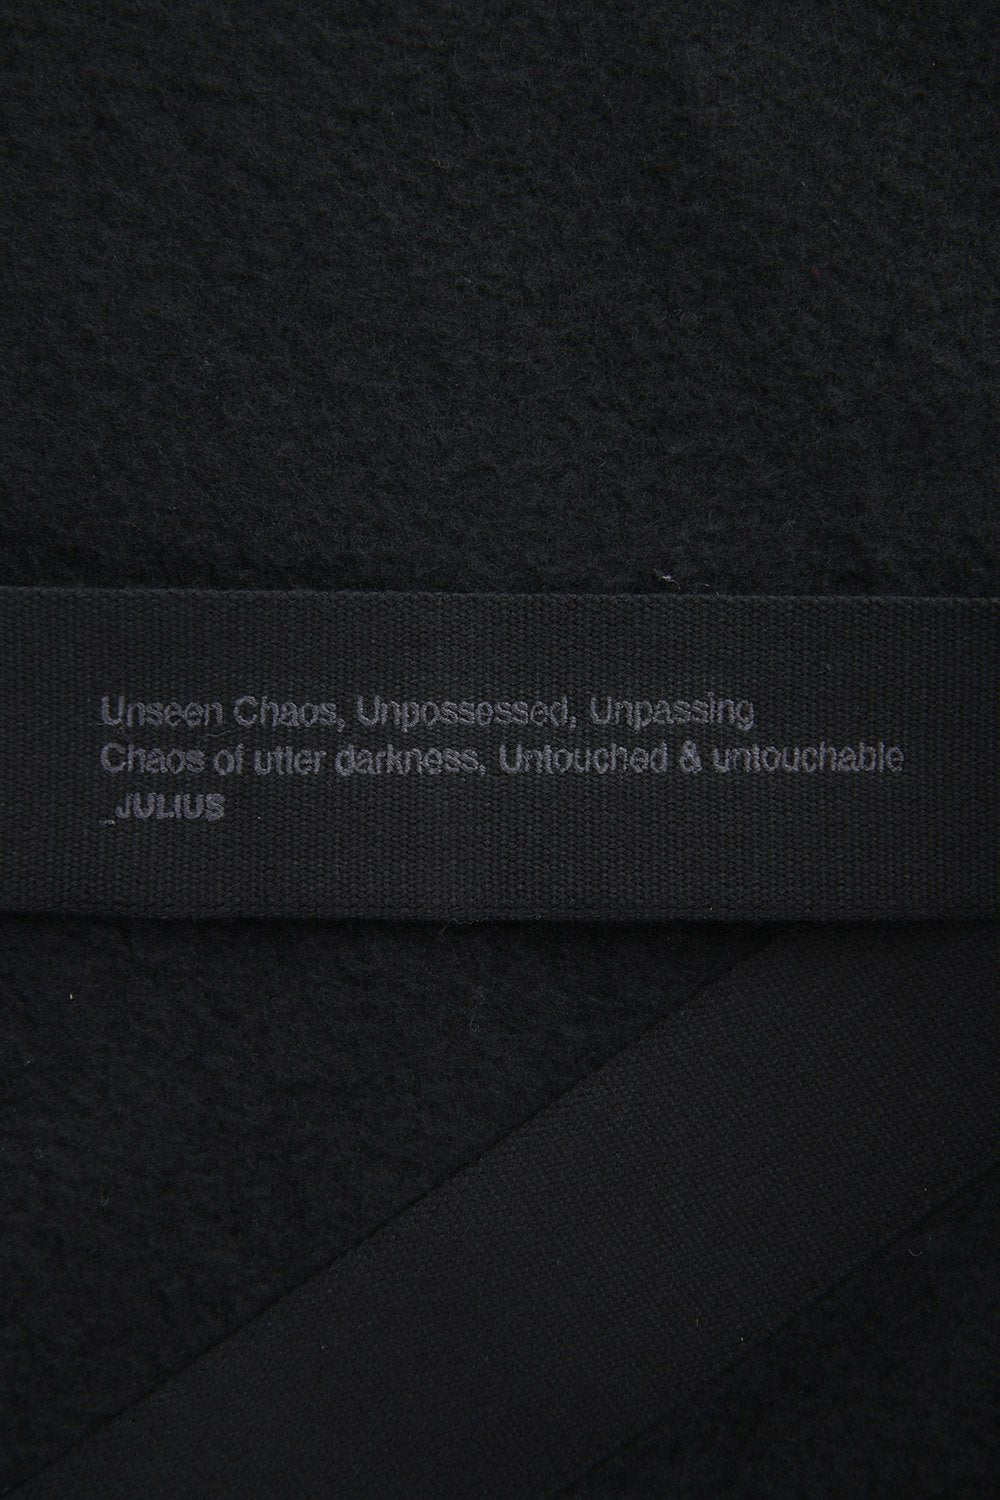 Unseen Chaos, Unpossessed, Unpassing
Chaos of utter darkness, Untouched & untouchable
_JULIUS